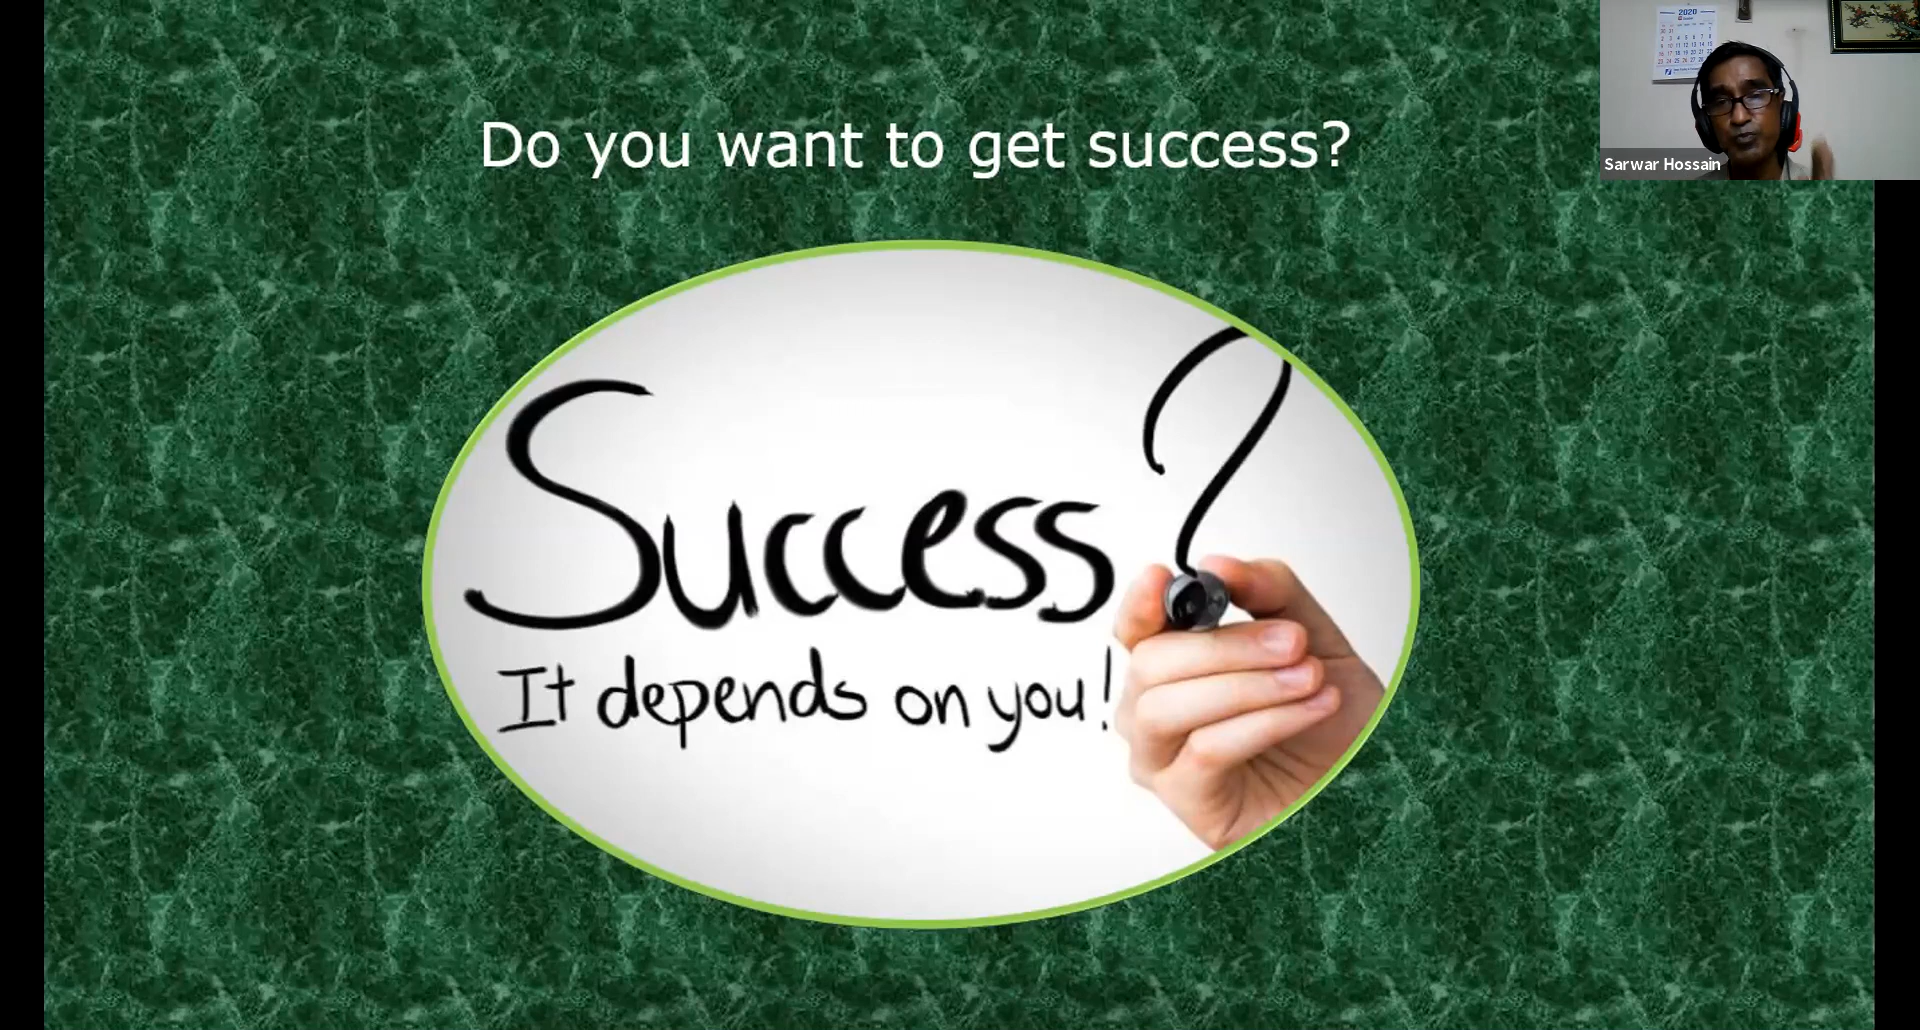 Do you want to get success?
Success?
It depends on you!
2020
Sarwar Hossain